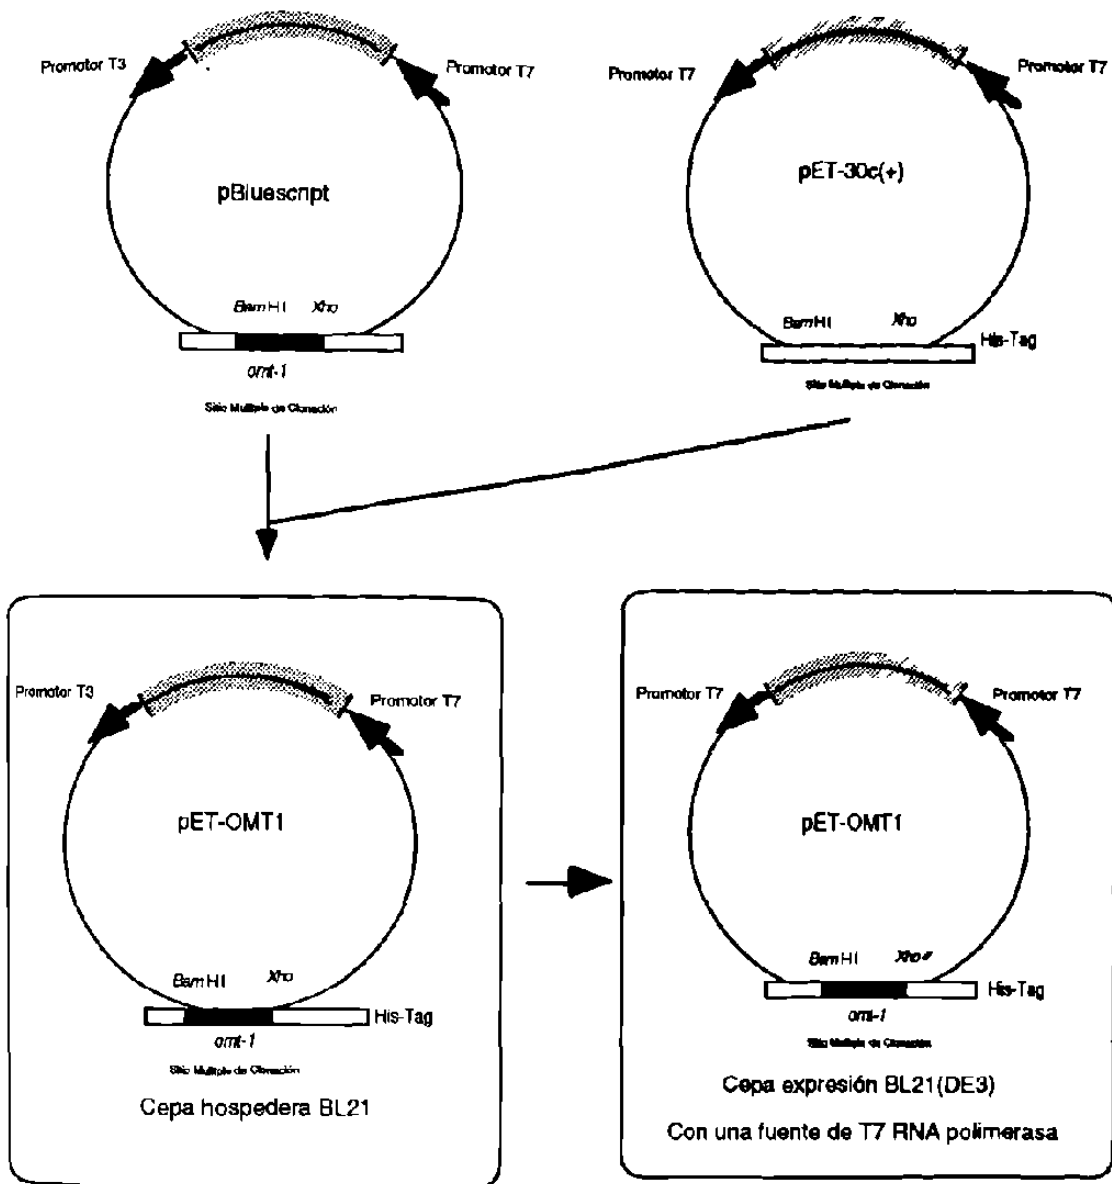 Promotor T3
Promotor T7
pBluescript
BamHI Xho
omt-1
Sitio Multiple de Clonación
Promotor T7
Promotor T7
pET-30c(+)
BamHI Xho
His-Tag
Sitio Multiple de Clonación
Promotor T3
Promotor T7
pET-OMT1
BamHI Xho
His-Tag
omt-1
Sitio Multiple de Clonación
Cepa hospedera BL21
Promotor T7
Promotor T7
pET-OMT1
BamHI Xho
His-Tag
omt-1
Sitio Multiple de Clonación
Cepa expresión BL21(DE3)
Con una fuente de T7 RNA polimerasa